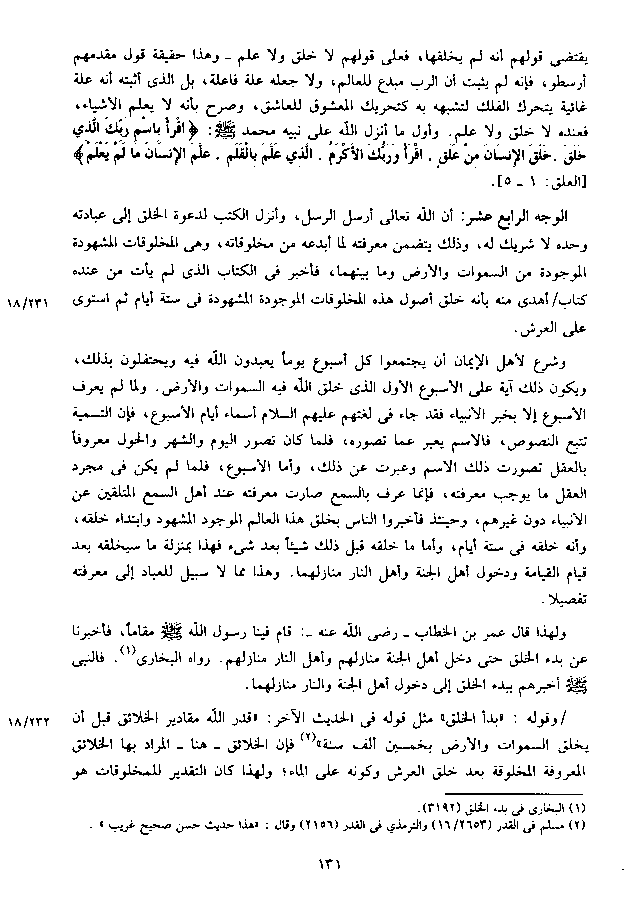 يقتضي قولهم أنه لم يخلقها، فعلى قولهم لا خلق ولا علم ـ وهذا حقيقة قول مقدمهم
أرسطو، فإنه لم يثبت أن الرب مبدع للعالم، ولا جعله علة فاعلة، بل الذى أثبته أنه علة
غائية يتحرك الفلك لتشبهه به كتحريك المعشوق للعاشق، وصرح بأنه لا يعلم الأشياء،
فعنده لا خلق ولا علم. وأول ما أنزل الله على نبيه محمد ﷺ: ﴿ اقْرَأْ بِاسْمِ رَبِّكَ الَّذِي
خَلَقَ . خَلَقَ الإِنسَانَ مِنْ عَلَقٍ . اقْرَأْ وَرَبُّكَ الأَكْرَمُ . الَّذِي عَلَّمَ بِالْقَلَمِ . عَلَّمَ الإِنسَانَ مَا لَمْ يَعْلَمْ﴾
[العلق: ١ ـ ٥].
الوجه الرابع عشر: أن الله تعالى أرسل الرسل، وأنزل الكتب لدعوة الخلق إلى عبادته
وحده لا شريك له، وذلك يتضمن معرفته لما أبدعه من مخلوقاته، وهى المخلوقات المشهودة
الموجودة من السموات والأرض وما بينهما، فأخبر فى الكتاب الذى لم يأت من عنده
كتاب/ أهدى منه بأنه خلق أصول هذه المخلوقات الموجودة المشهودة فى ستة أيام ثم استوى ١٨/٢٣١
على العرش.
وشرع لأهل الإيمان أن يجتمعوا كل أسبوع يوماً يعبدون الله فيه ويحتفلون بذلك،
ويكون ذلك آية على الأسبوع الأول الذى خلق الله فيه السموات والأرض. ولما لم يعرف
الأسبوع إلا بخبر الأنبياء فقد جاء فى لغتهم عليهم السلام أسماء أيام الأسبوع، فإن التسمية
تتبع النصوص، فالاسم يعبر عما تصوره، فلما كان تصور اليوم والشهر والحول معروفاً
بالعقل تصورت ذلك الاسم وعبرت عن ذلك، وأما الأسبوع، فلما لم يكن فى مجرد
العقل ما يوجب معرفته، فإنما عرف بالسمع صارت معرفته عند أهل السمع المتلقين عن
الأنبياء دون غيرهم، وحينئذ فأخبروا الناس بخلق هذا العالم الموجود المشهود وابتداء خلقه،
وأنه خلقه فى ستة أيام، وأما ما خلقه قبل ذلك شيئاً بعد شىء فهذا بمنزلة ما سيخلقه بعد
قيام القيامة ودخول أهل الجنة وأهل النار منازلهما. وهذا مما لا سبيل للعباد إلى معرفته
تفصيلا.
ولهذا قال عمر بن الخطاب ـ رضى الله عنه ـ: قام فينا رسول الله ﷺ مقاماً، فأخبرنا
عن بدء الخلق حتى دخل أهل الجنة منازلهم وأهل النار منازلهم. رواه البخارى(١). فالنبى
ﷺ أخبرهم ببدء الخلق إلى دخول أهل الجنة والنار منازلهما.
/ وقوله : «بدأ الخلق» مثل قوله فى الحديث الآخر: «قدر الله مقادير الخلائق قبل أن ١٨/٢٣٢
يخلق السموات والأرض بخمسين ألف سنة»(٢) فإن الخلائق ـ هنا ـ المراد بها الخلائق
المعروفة المخلوقة بعد خلق العرش وكونه على الماء؛ ولهذا كان التقدير للمخلوقات هو
(١) البخارى فى بدء الخلق (٣١٩٢).
(٢) مسلم فى القدر (١٦/٢٦٥٣) والترمذي فى القدر (٢١٥٦) وقال : «هذا حديث حسن صحيح غريب» .
١٣١